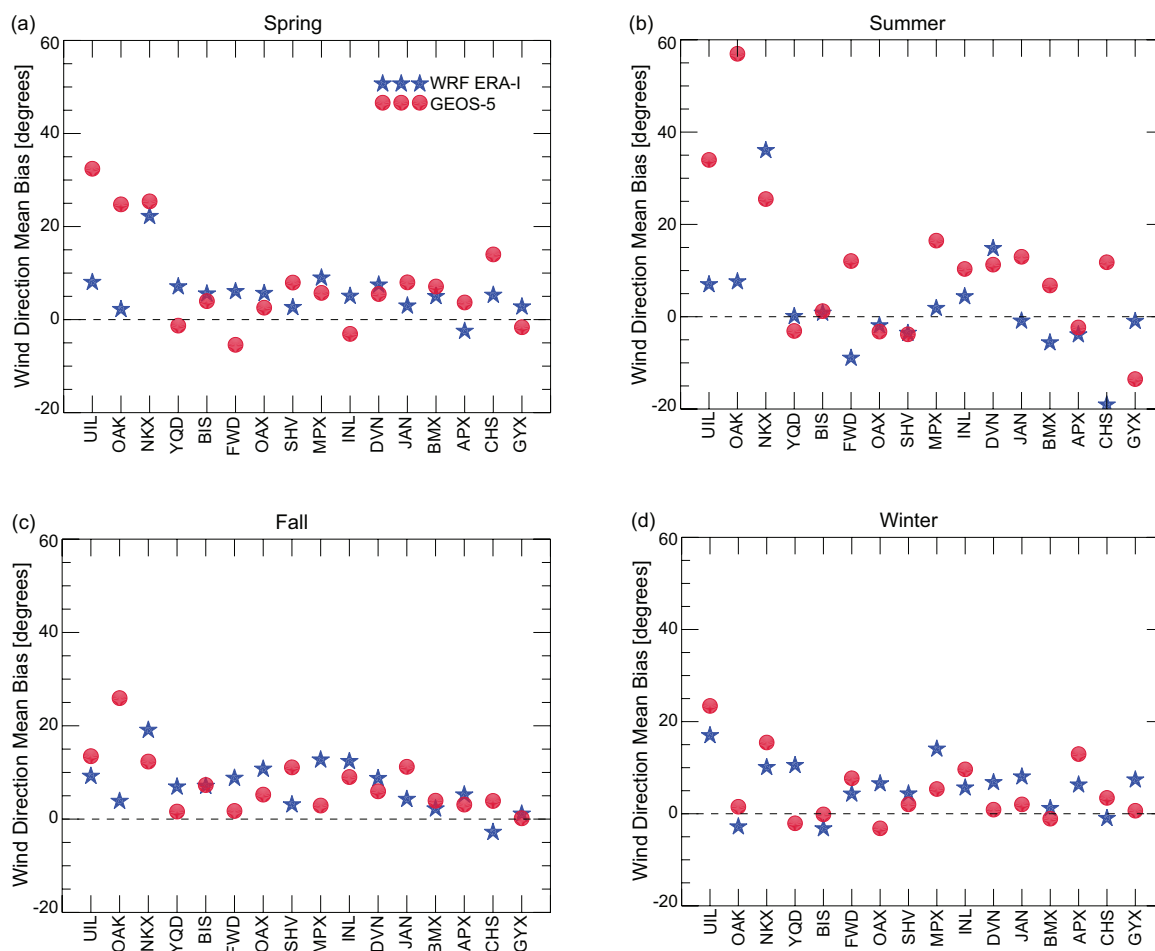 (a) Spring
Wind Direction Mean Bias [degrees]
60
40
20
0
-20
WRF ERA-I
GEOS-5
UIL OAK NKX YQD BIS FWD OAX SHV MPX INL DVN JAN BMX APX CHS GYX
(b) Summer
Wind Direction Mean Bias [degrees]
60
40
20
0
-20
UIL OAK NKX YQD BIS FWD OAX SHV MPX INL DVN JAN BMX APX CHS GYX
(c) Fall
Wind Direction Mean Bias [degrees]
60
40
20
0
-20
UIL OAK NKX YQD BIS FWD OAX SHV MPX INL DVN JAN BMX APX CHS GYX
(d) Winter
Wind Direction Mean Bias [degrees]
60
40
20
0
-20
UIL OAK NKX YQD BIS FWD OAX SHV MPX INL DVN JAN BMX APX CHS GYX